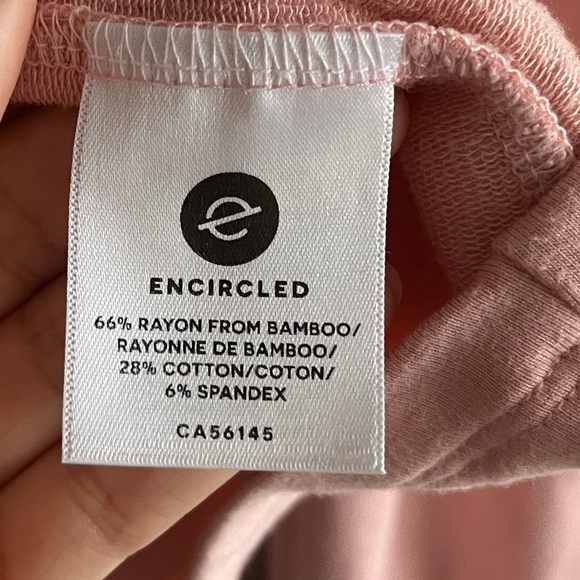 e
ENCIRCLED
66% RAYON FROM BAMBOO/
RAYONNE DE BAMBOO/
28% COTTON/COTON/
6% SPANDEX
CA56145